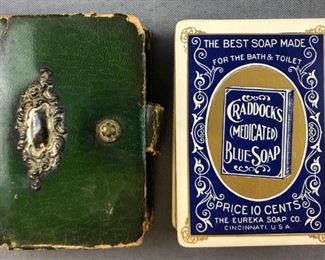 THE BEST SOAP MADE
FOR THE BATH & TOILET
CRADDOCK'S
(MEDICATED)
BLUE-SOAP
PRICE 10 CENTS
THE EUREKA SOAP CO.
CINCINNATI. U.S.A.